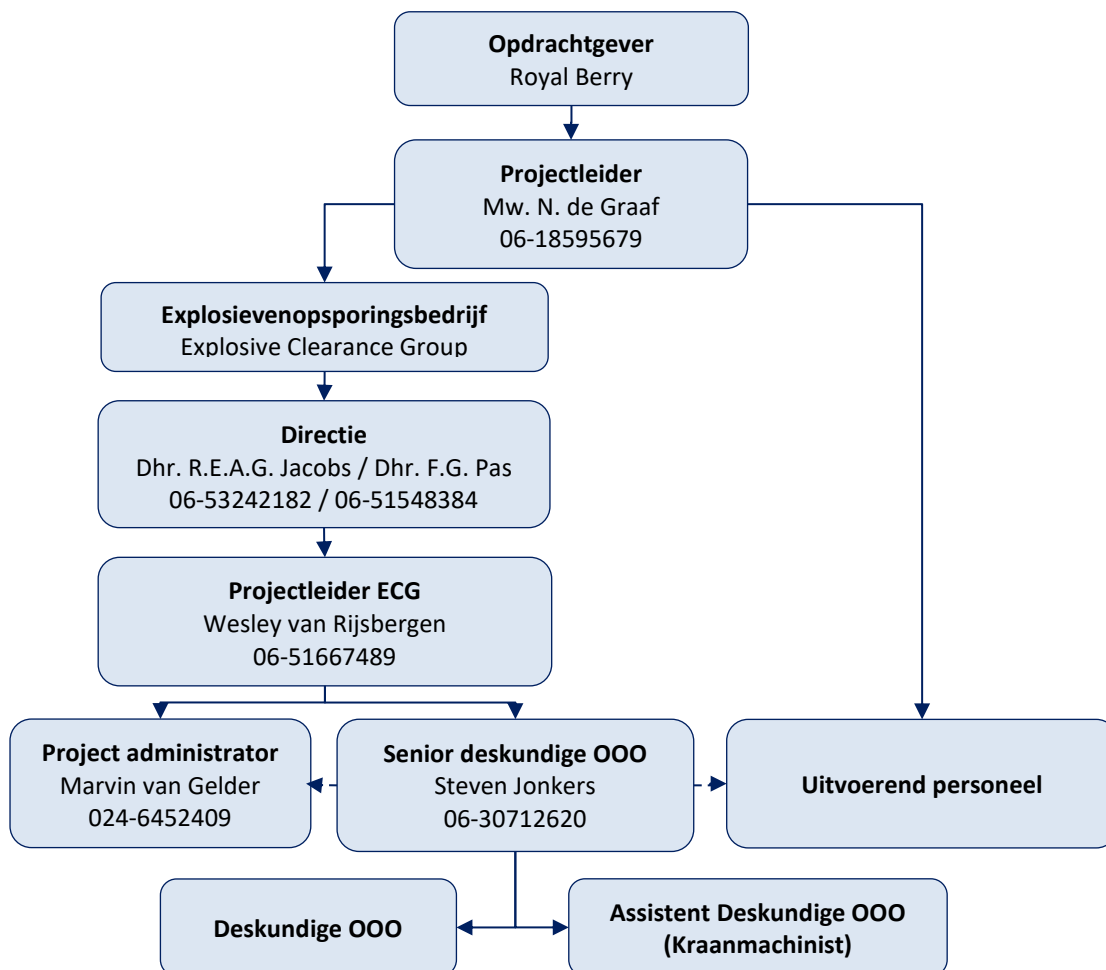 Opdrachtgever
Royal Berry
Projectleider
Mw. N. de Graaf
06-18595679
Explosievenopsporingsbedrijf
Explosive Clearance Group
Directie
Dhr. R.E.A.G. Jacobs / Dhr. F.G. Pas
06-53242182 / 06-51548384
Projectleider ECG
Wesley van Rijsbergen
06-51667489
Project administrator
Marvin van Gelder
024-6452409
Senior deskundige OOO
Steven Jonkers
06-30712620
Uitvoerend personeel
Deskundige OOO
Assistent Deskundige OOO
(Kraanmachinist)